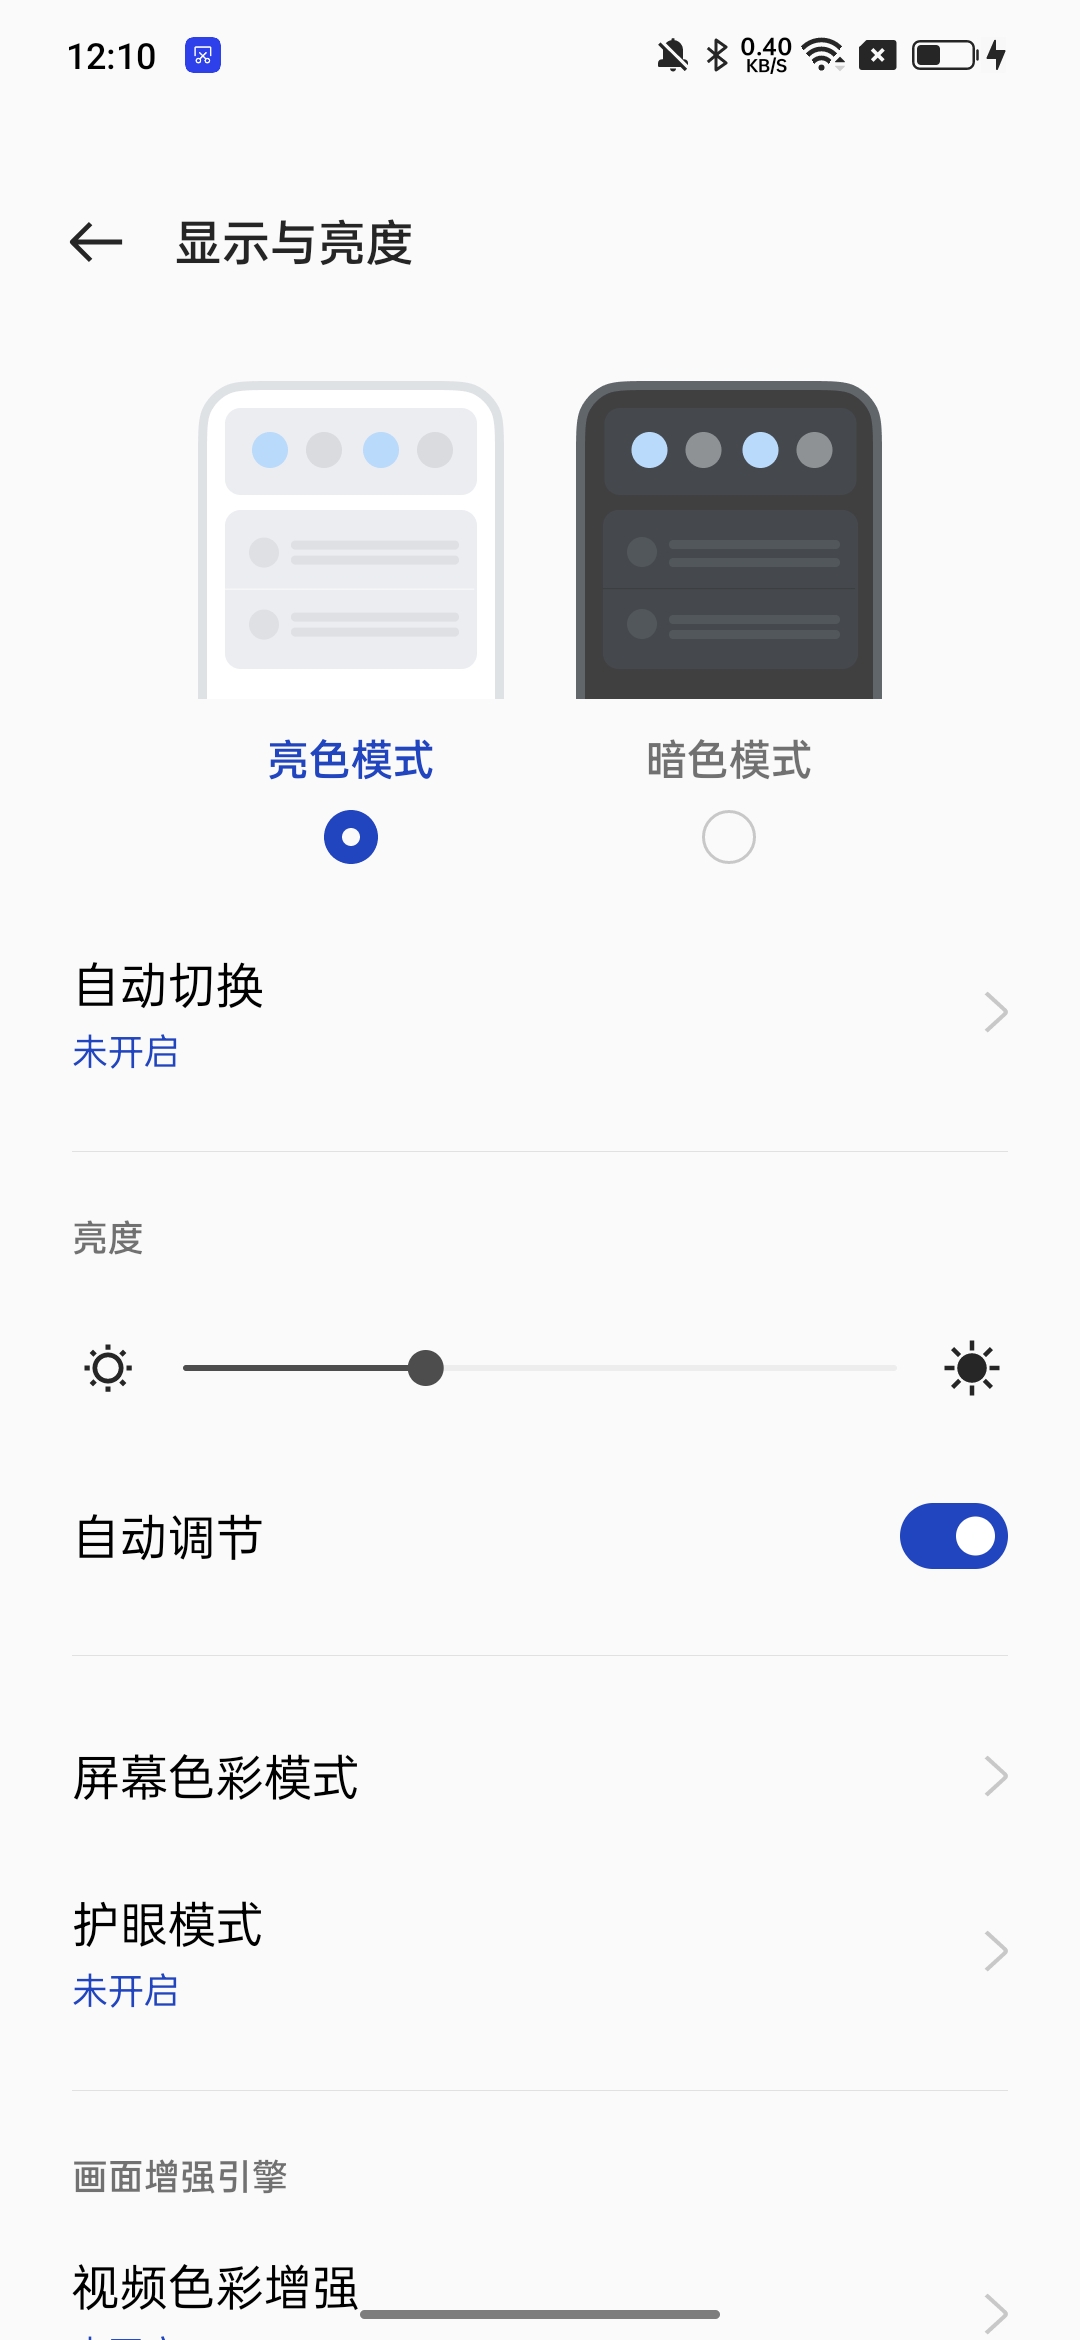 12:10
0.40
KB/S
显示与亮度
亮色模式
暗色模式
自动切换
未开启
亮度
自动调节
屏幕色彩模式
护眼模式
未开启
画面增强引擎
视频色彩增强